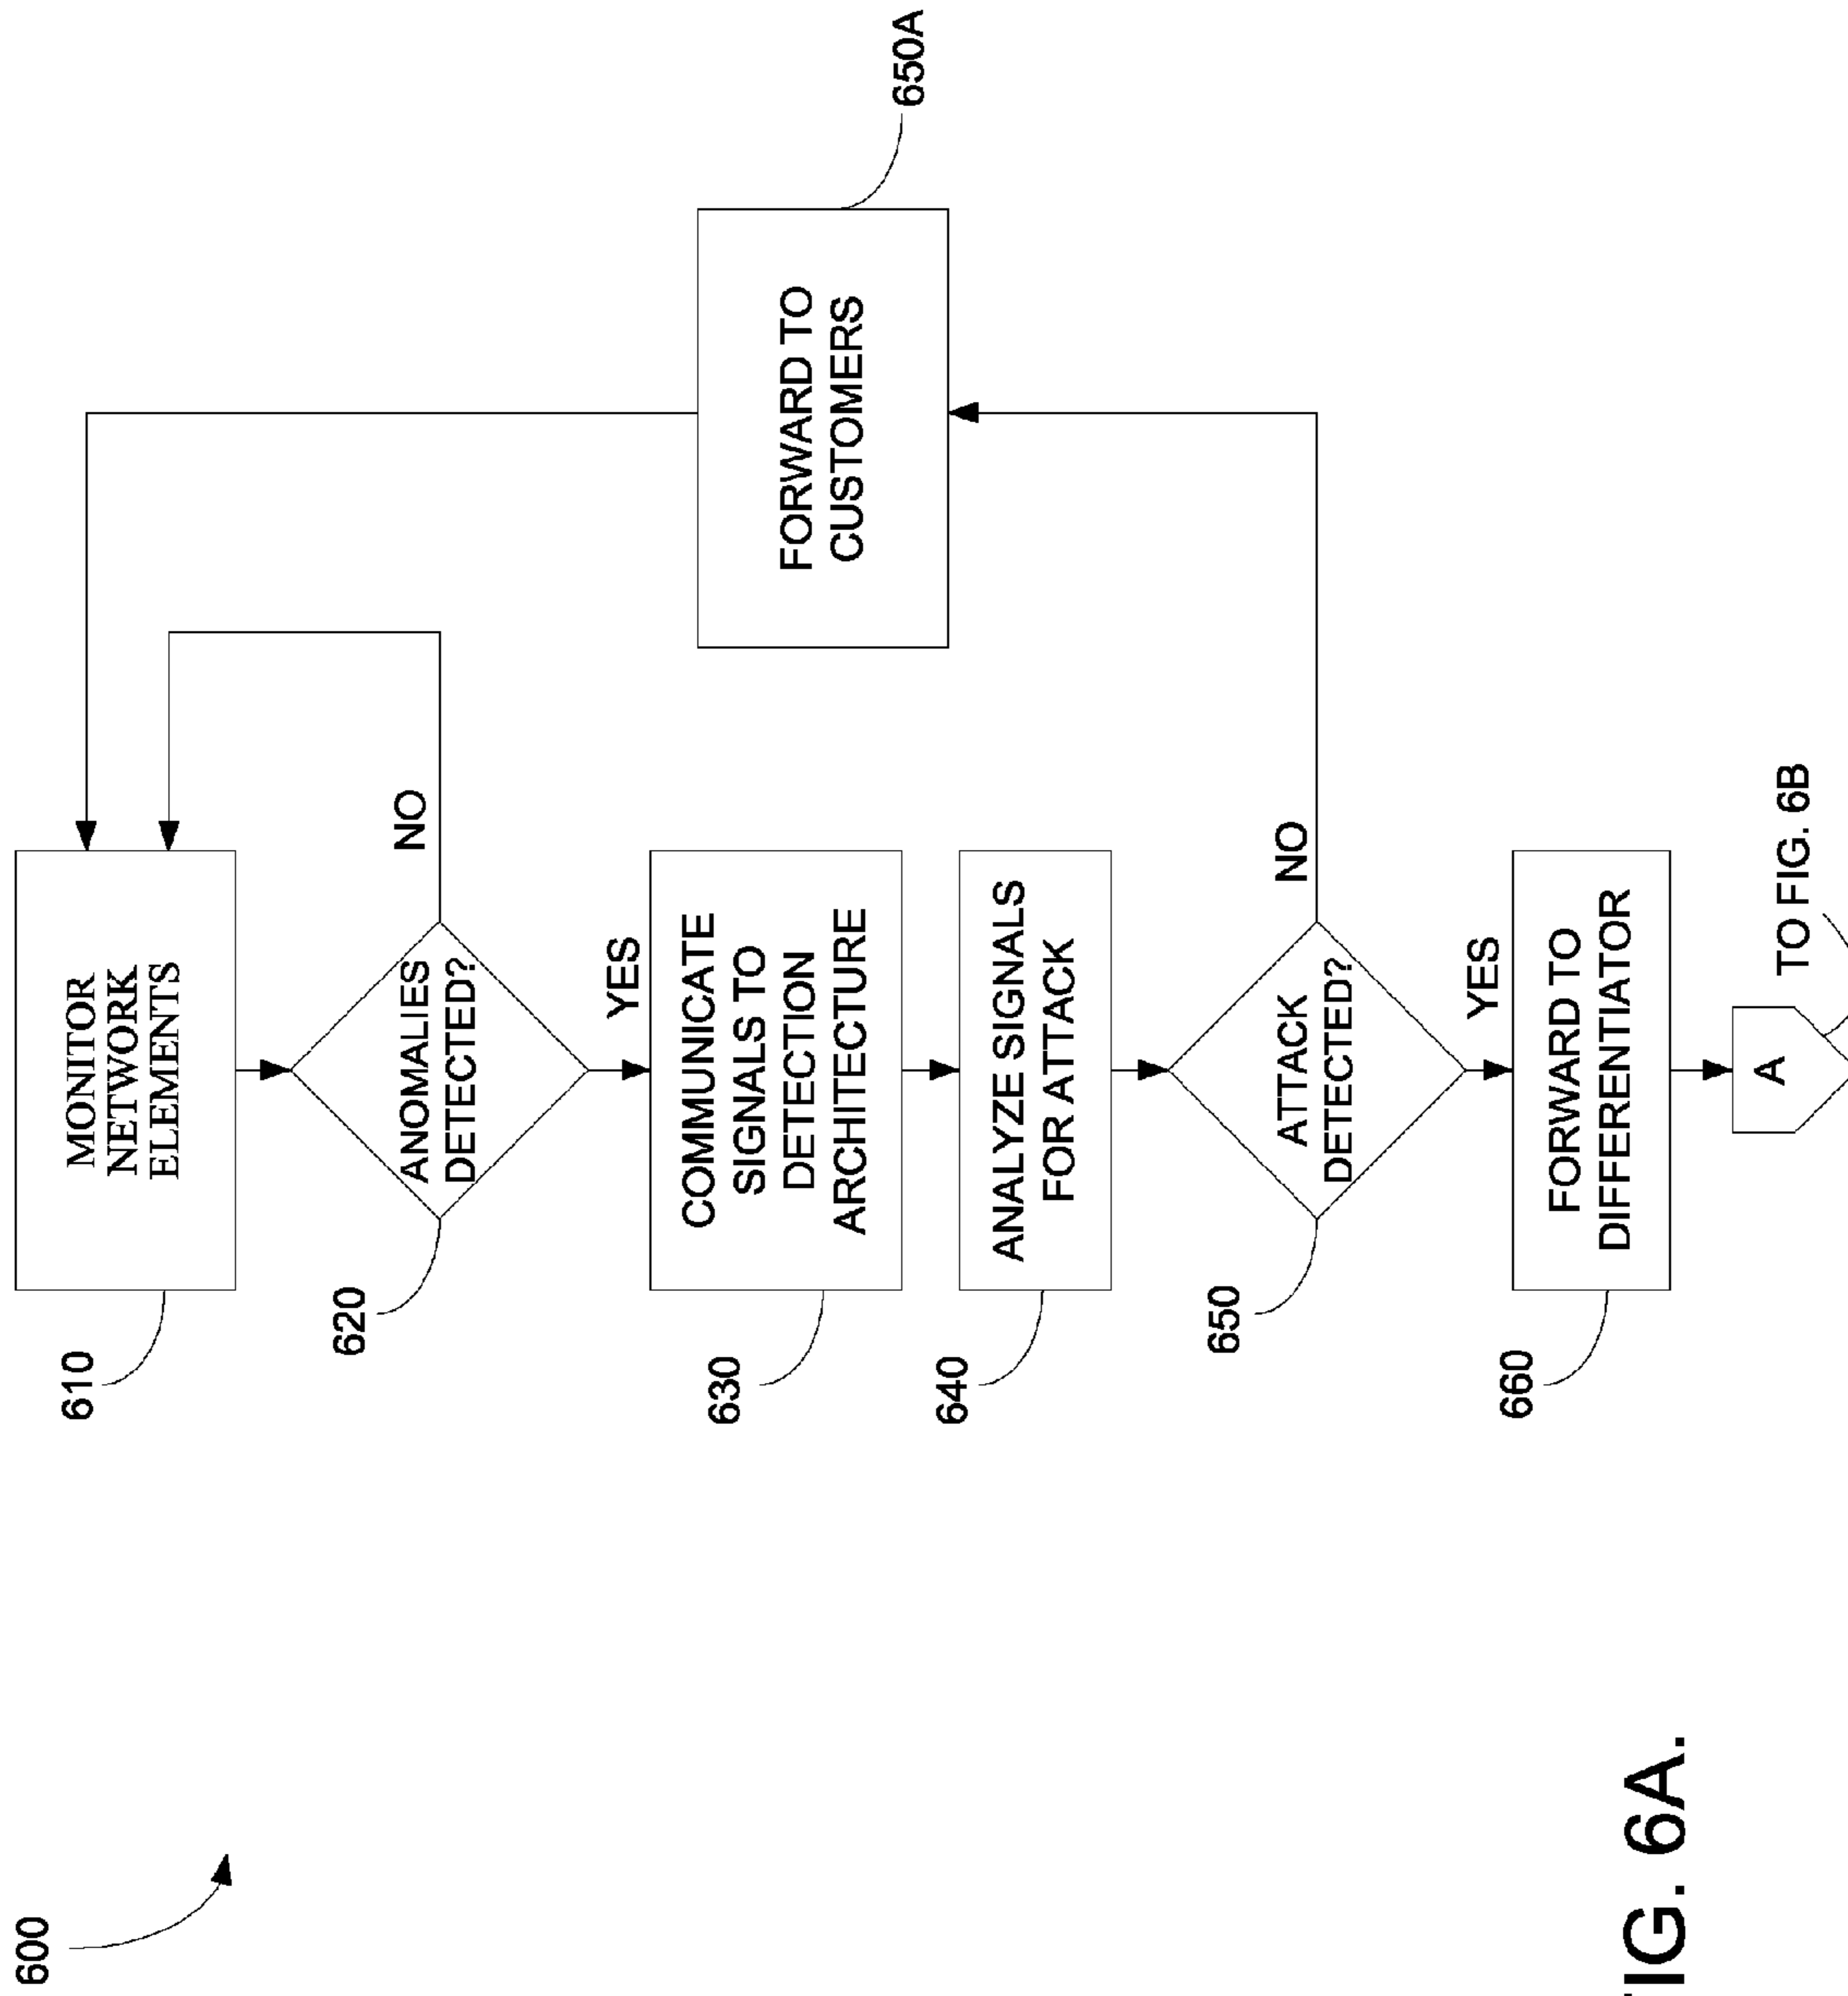 600
610
MONITOR
NETWORK
ELEMENTS
620
ANOMALIES
DETECTED?
NO
YES
630
COMMUNICATE
SIGNALS TO
DETECTION
ARCHITECTURE
640
ANALYZE SIGNALS
FOR ATTACK
650
ATTACK
DETECTED?
NO
650A
FORWARD TO
CUSTOMERS
YES
660
FORWARD TO
DIFFERENTIATOR
A
TO FIG. 6B
FIG. 6A.